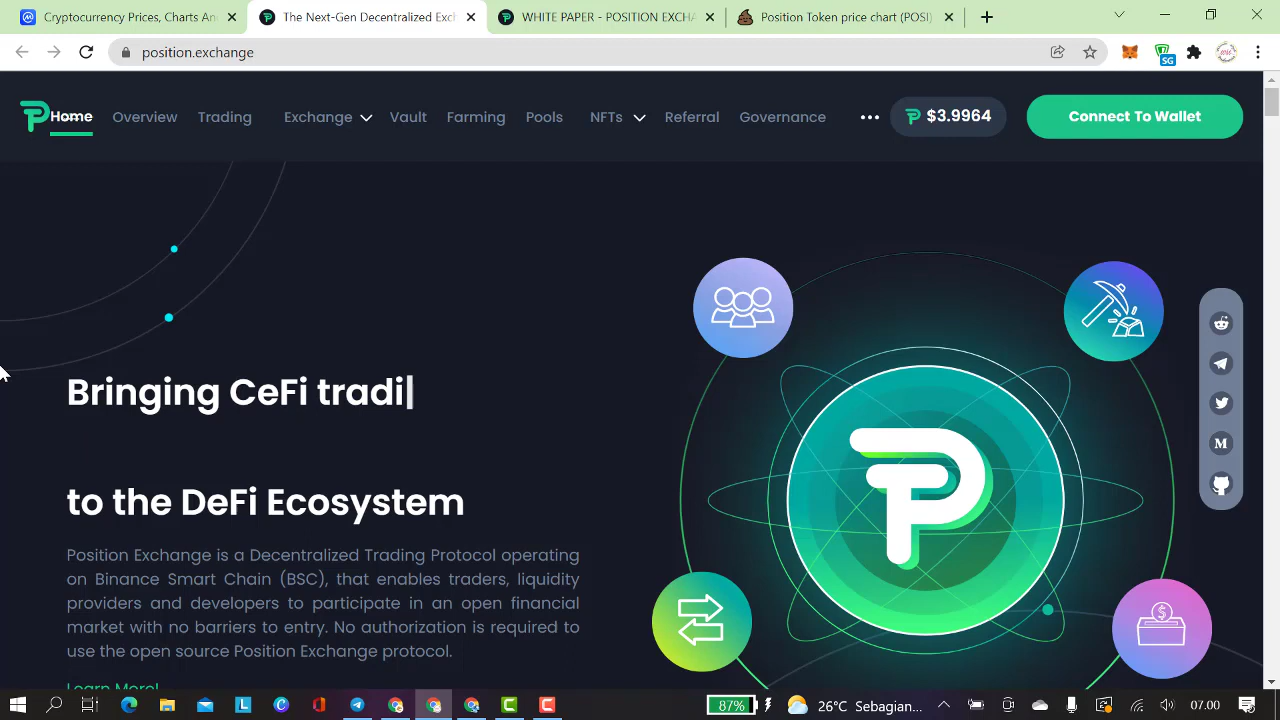 Cryptocurrency Prices, Charts An
The Next-Gen Decentralized Exch
WHITE PAPER - POSITION EXCHA
Position Token price chart (POSI)
position.exchange
SG
Home
Overview
Trading
Exchange
Vault
Farming
Pools
NFTs
Referral
Governance
$3.9964
Connect To Wallet
Bringing CeFi tradi
to the DeFi Ecosystem
Position Exchange is a Decentralized Trading Protocol operating
on Binance Smart Chain (BSC), that enables traders, liquidity
providers and developers to participate in an open financial
market with no barriers to entry. No authorization is required to
use the open source Position Exchange protocol.
Learn More!
87%
26°C Sebagian...
07.00